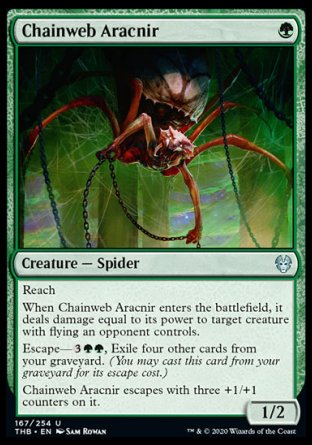 Chainweb Aracnir
Creature — Spider
Reach
When Chainweb Aracnir enters the battlefield, it
deals damage equal to its power to target creature
with flying an opponent controls.
Escape—3, Exile four other cards from
your graveyard. (You may cast this card from your
graveyard for its escape cost.)
Chainweb Aracnir escapes with three +1/+1
counters on it.
1/2
167/254 U
THB • EN SAM ROWAN
™ & © 2020 Wizards of the Coast